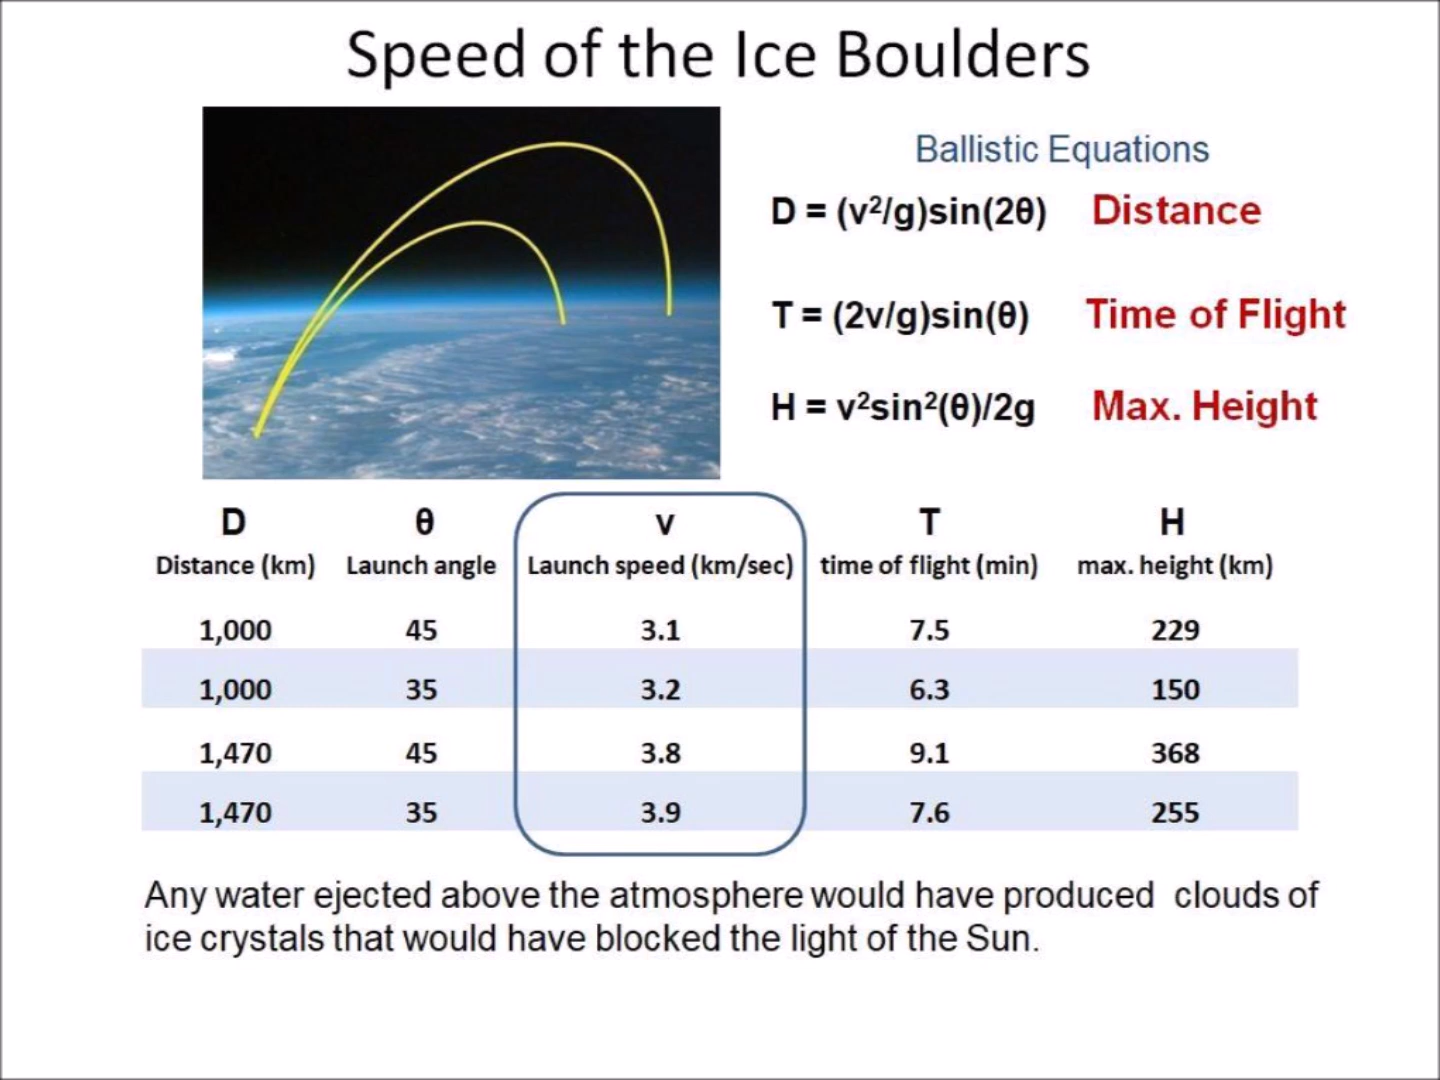 Speed of the Ice Boulders
Ballistic Equations
D = (v²/g)sin(2θ) Distance
T = (2v/g)sin(θ) Time of Flight
H = v²sin²(θ)/2g Max. Height
D θ v T H
Distance (km) Launch angle Launch speed (km/sec) time of flight (min) max. height (km)
1,000 45 3.1 7.5 229
1,000 35 3.2 6.3 150
1,470 45 3.8 9.1 368
1,470 35 3.9 7.6 255
Any water ejected above the atmosphere would have produced clouds of
ice crystals that would have blocked the light of the Sun.